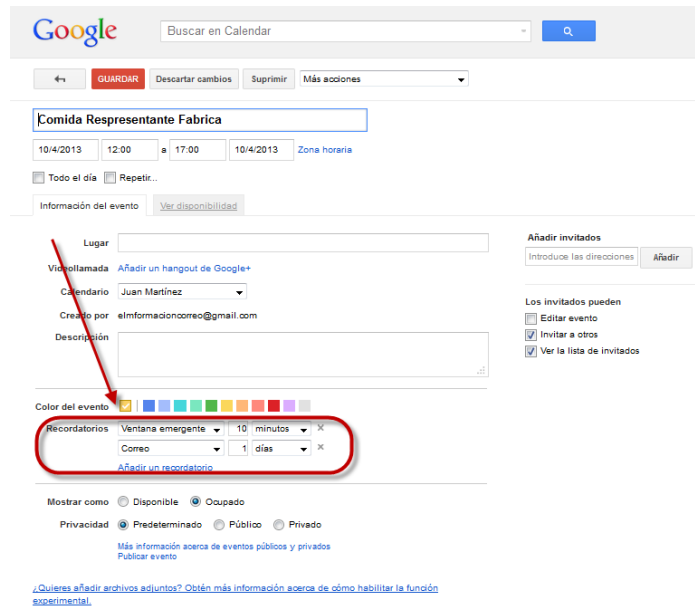 Google
Buscar en Calendar
GUARDAR Descartar cambios Suprimir Más acciones
Comida Respresentante Fabrica
10/4/2013 12:00 a 17:00 10/4/2013 Zona horaria
Todo el día Repetir...
Información del evento Ver disponibilidad
Lugar
Videollamada Añadir un hangout de Google+
Calendario Juan Martínez
Creado por elmformacioncorreo@gmail.com
Descripción
Color del evento
Recordatorios Ventana emergente 10 minutos ×
Correo 1 días ×
Añadir un recordatorio
Mostrar como Disponible Ocupado
Privacidad Predeterminado Público Privado
Más información acerca de eventos públicos y privados
Publicar evento
¿Quieres añadir archivos adjuntos? Obtén más información acerca de cómo habilitar la función
experimental.
Añadir invitados
Introduce las direcciones Añadir
Los invitados pueden
Editar evento
Invitar a otros
Ver la lista de invitados